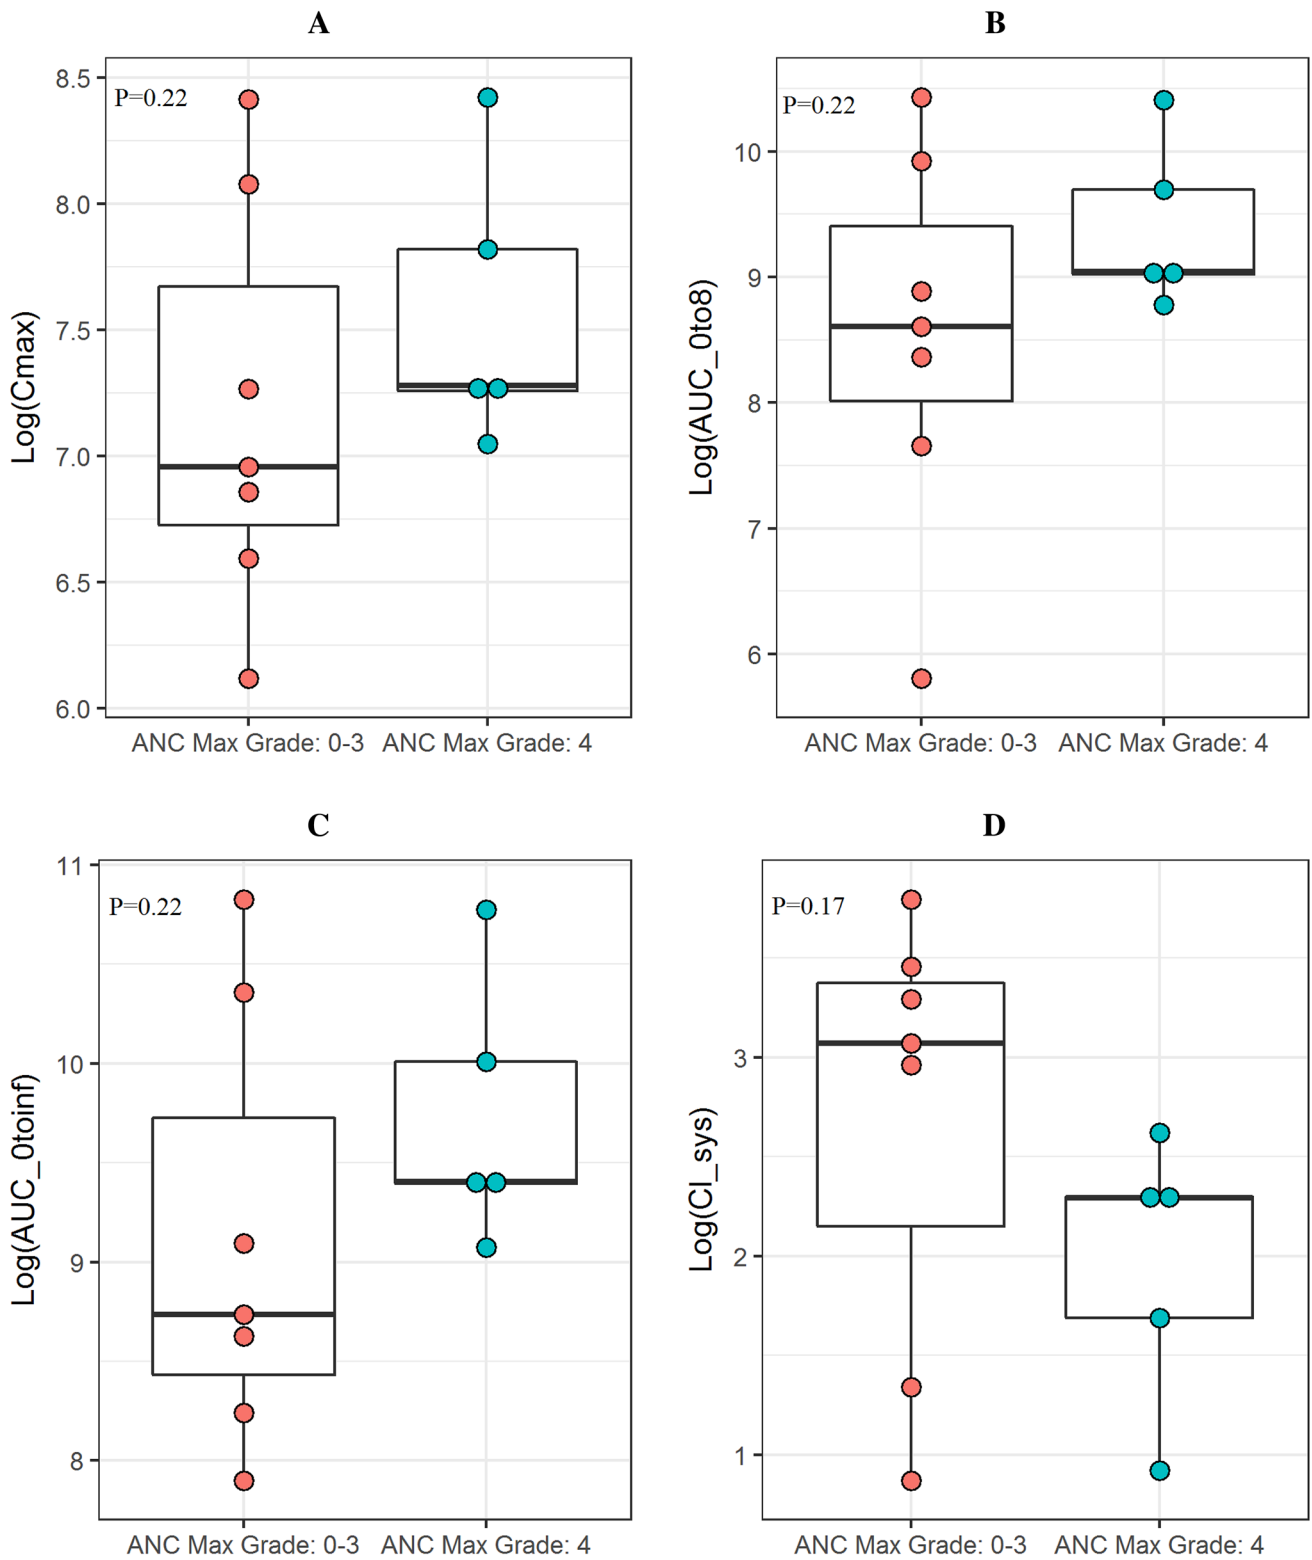 A
P=0.22
Log(Cmax)
8.5
8.0
7.5
7.0
6.5
6.0
ANC Max Grade: 0-3 ANC Max Grade: 4
B
P=0.22
Log(AUC_0to8)
10
9
8
7
6
ANC Max Grade: 0-3 ANC Max Grade: 4
C
P=0.22
Log(AUC_0toinf)
11
10
9
8
ANC Max Grade: 0-3 ANC Max Grade: 4
D
P=0.17
Log(Cl_sys)
3
2
1
ANC Max Grade: 0-3 ANC Max Grade: 4